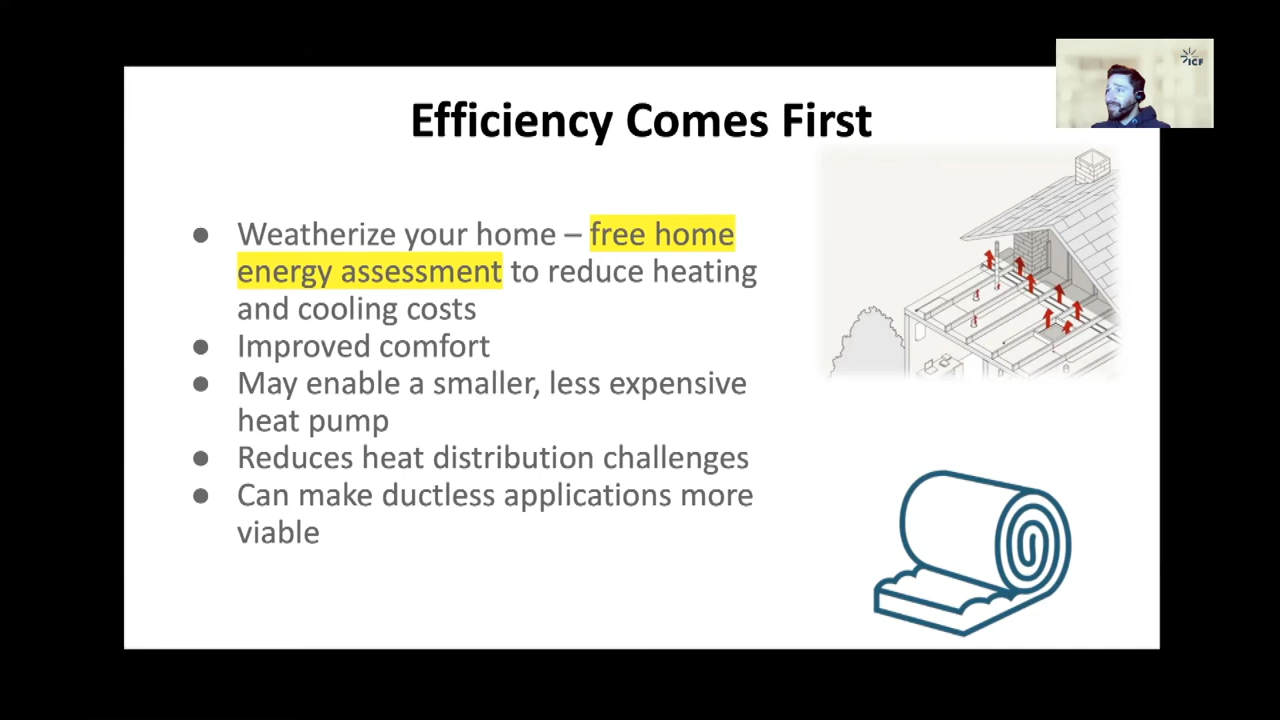 ICF
Efficiency Comes First
● Weatherize your home – free home
energy assessment to reduce heating
and cooling costs
● Improved comfort
● May enable a smaller, less expensive
heat pump
● Reduces heat distribution challenges
● Can make ductless applications more
viable